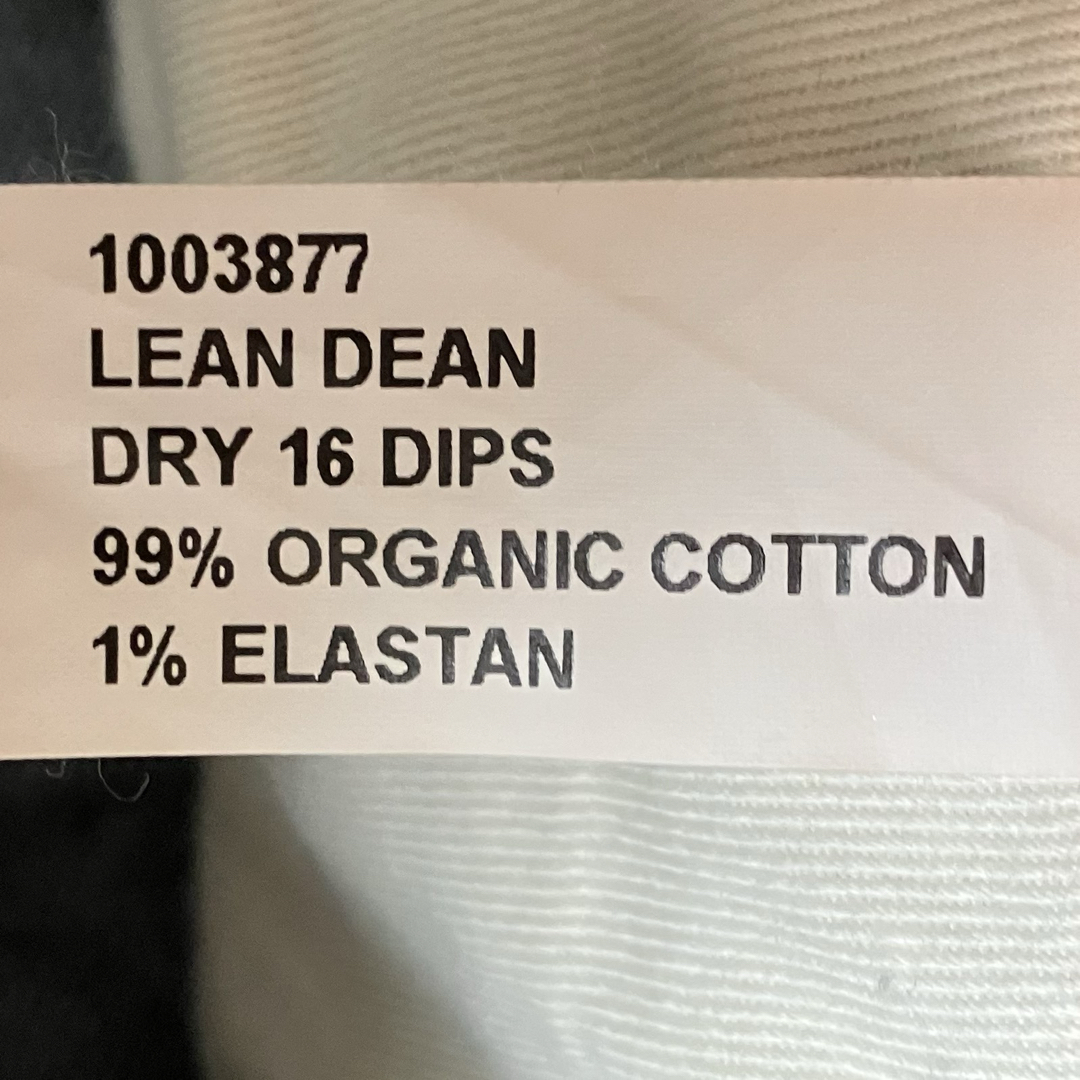 1003877
LEAN DEAN
DRY 16 DIPS
99% ORGANIC COTTON
1% ELASTAN